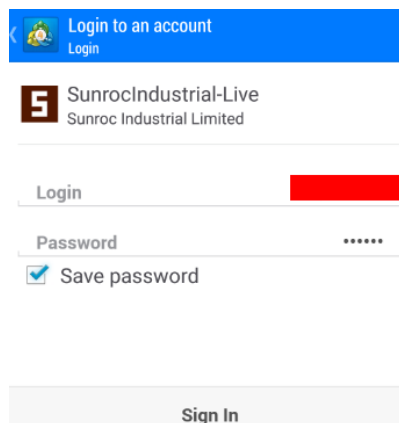 Login to an account
Login
SunrocIndustrial-Live
Sunroc Industrial Limited
Login
Password ••••••
Save password
Sign In